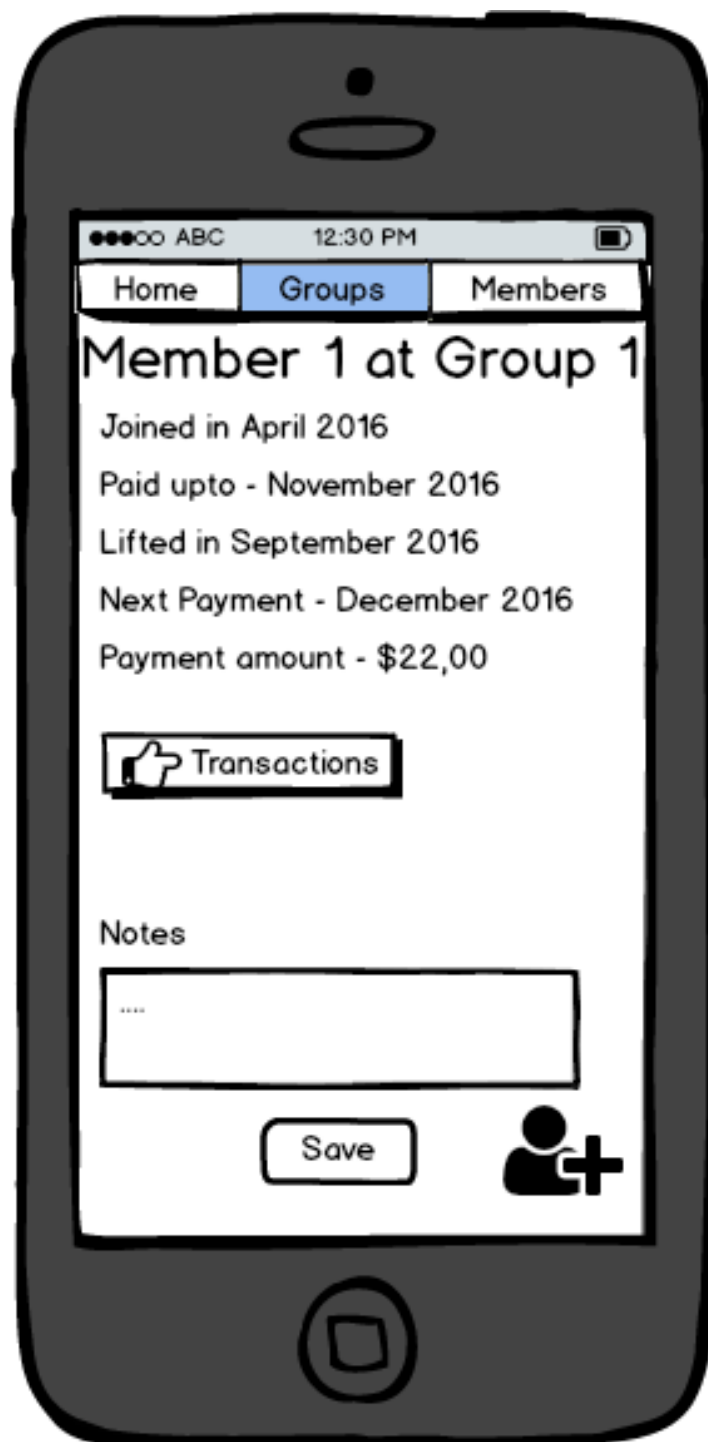 ABC 12:30 PM
Home Groups Members
Member 1 at Group 1
Joined in April 2016
Paid upto - November 2016
Lifted in September 2016
Next Payment - December 2016
Payment amount - $22,00
Transactions
Notes
....
Save